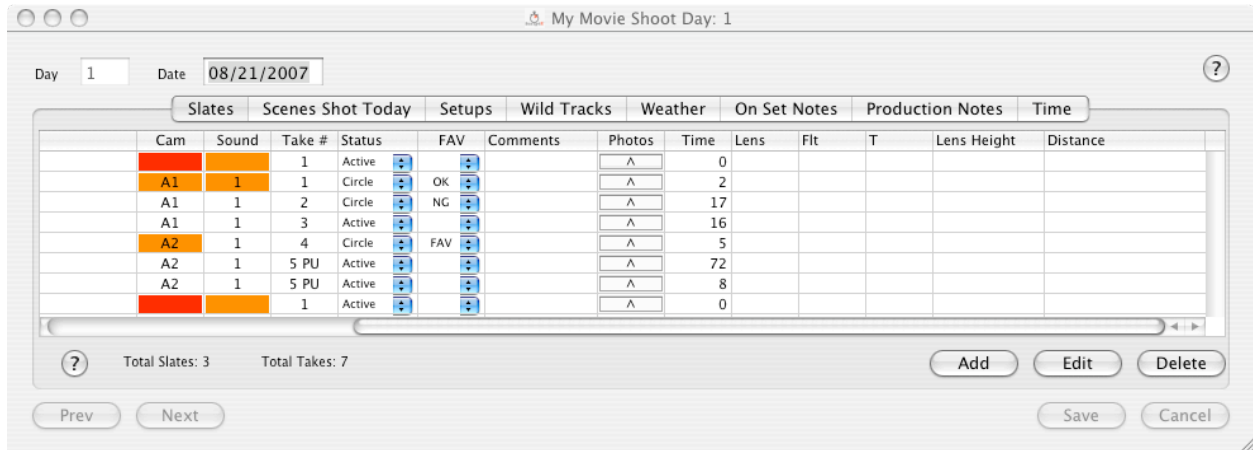 My Movie Shoot Day: 1
Day 1 Date 08/21/2007 ?
Slates Scenes Shot Today Setups Wild Tracks Weather On Set Notes Production Notes Time
Cam Sound Take # Status FAV Comments Photos Time Lens Flt T Lens Height Distance
1 Active ^ 0
A1 1 1 Circle OK ^ 2
A1 1 2 Circle NG ^ 17
A1 1 3 Active ^ 16
A2 1 4 Circle FAV ^ 5
A2 1 5 PU Active ^ 72
A2 1 5 PU Active ^ 8
1 Active ^ 0
? Total Slates: 3 Total Takes: 7 Add Edit Delete
Prev Next Save Cancel